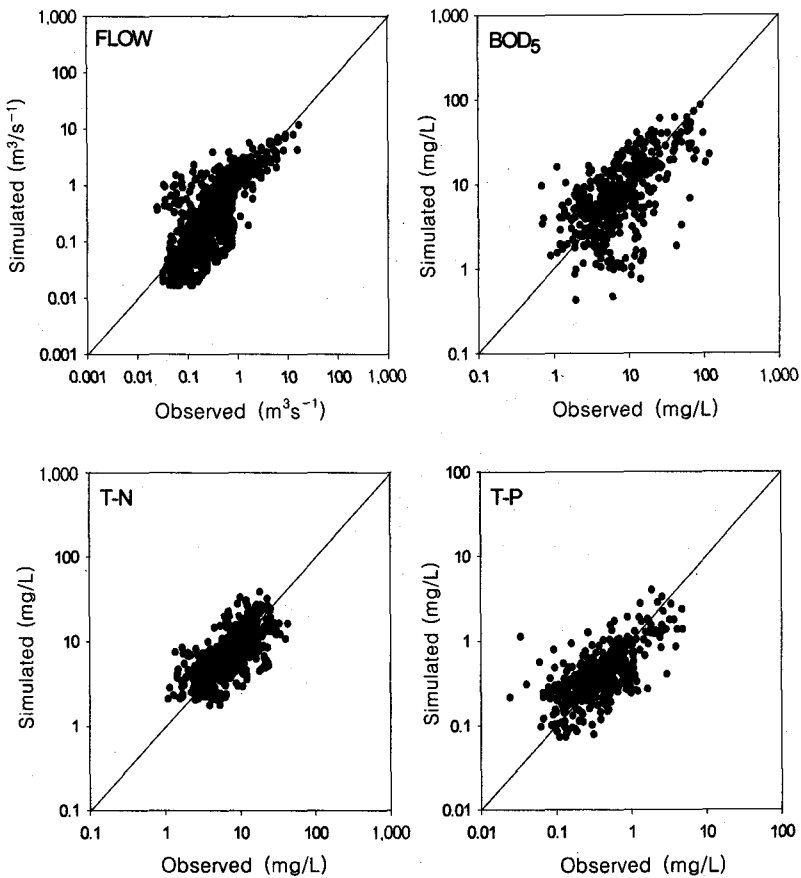 FLOW
1,000
100
10
1
0.1
0.01
0.001
Simulated (m³/s⁻¹)
0.001 0.01 0.1 1 10 100 1,000
Observed (m³s⁻¹)
BOD₅
1,000
100
10
1
0.1
Simulated (mg/L)
0.1 1 10 100 1,000
Observed (mg/L)
T-N
1,000
100
10
1
0.1
Simulated (mg/L)
0.1 1 10 100 1,000
Observed (mg/L)
T-P
100
10
1
0.1
0.01
Simulated (mg/L)
0.01 0.1 1 10 100
Observed (mg/L)